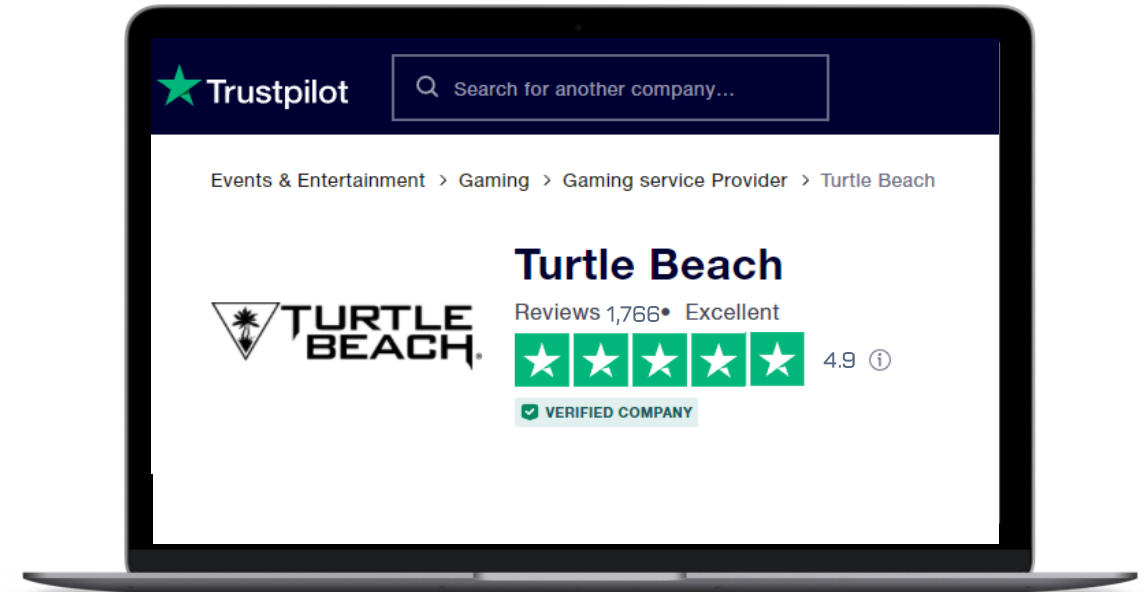 Trustpilot
Search for another company...
Events & Entertainment > Gaming > Gaming service Provider > Turtle Beach
Turtle Beach
TURTLE
BEACH.
Reviews 1,766• Excellent
4.9
VERIFIED COMPANY